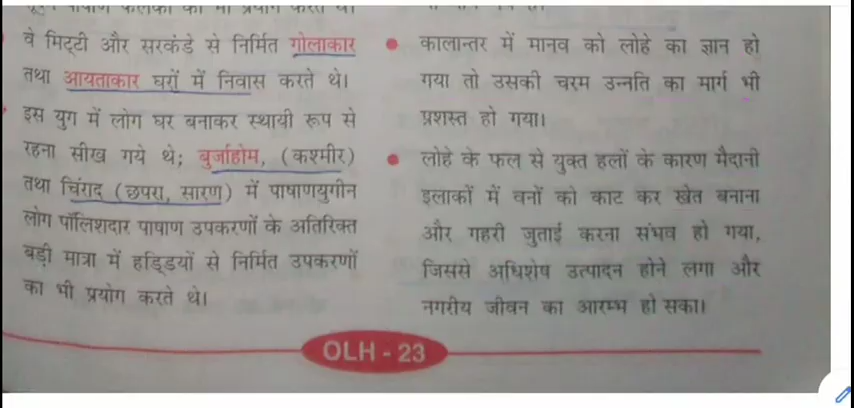 पाषाण फलकों का भी प्रयोग करते थे।
वे मिट्टी और सरकंडे से निर्मित गोलाकार
तथा आयताकार घरों में निवास करते थे।
इस युग में लोग घर बनाकर स्थायी रूप से
रहना सीख गये थे; बुर्जाहोम, (कश्मीर)
तथा चिंराद (छपरा, सारण) में पाषाणयुगीन
लोग पॉलिशदार पाषाण उपकरणों के अतिरिक्त
बड़ी मात्रा में हड्डियों से निर्मित उपकरणों
का भी प्रयोग करते थे।
कालान्तर में मानव को लोहे का ज्ञान हो
गया तो उसकी चरम उन्नति का मार्ग भी
प्रशस्त हो गया।
लोहे के फल से युक्त हलों के कारण मैदानी
इलाकों में वनों को काट कर खेत बनाना
और गहरी जुताई करना संभव हो गया,
जिससे अधिशेष उत्पादन होने लगा और
नगरीय जीवन का आरम्भ हो सका।
OLH - 23